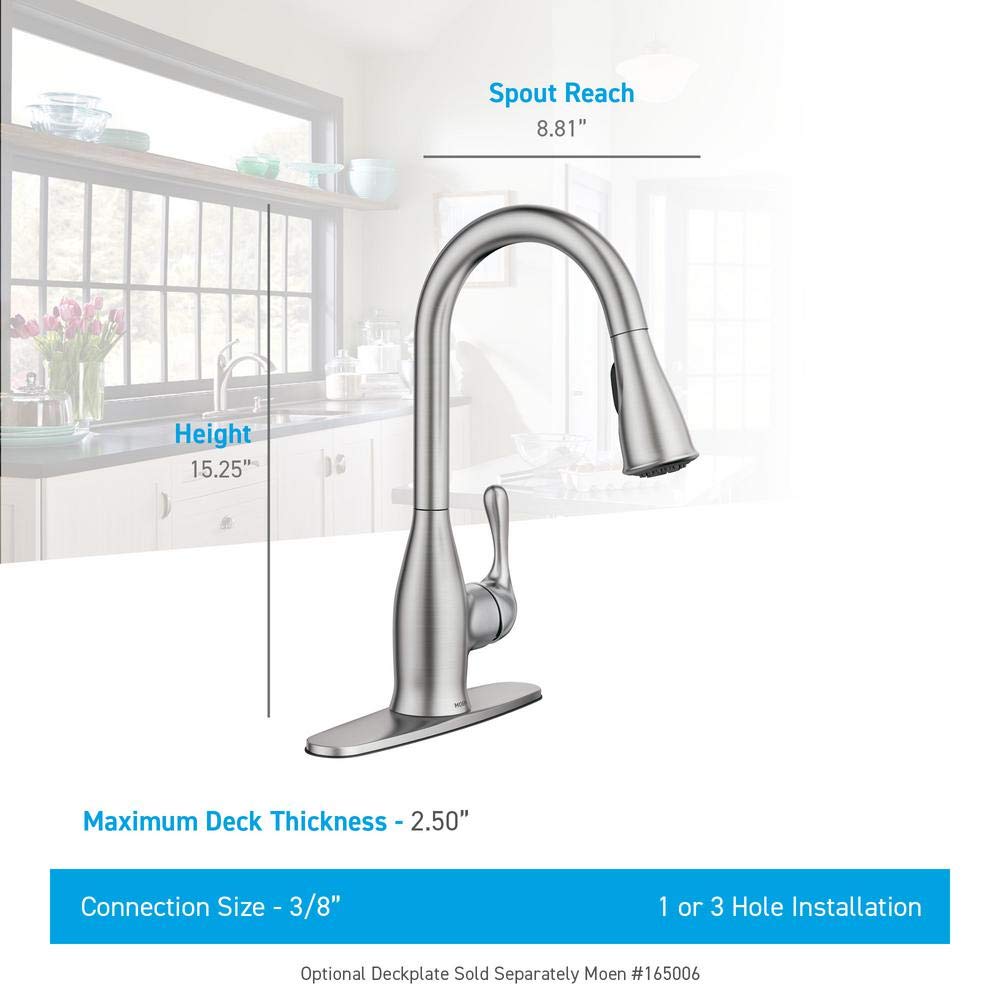 Spout Reach
8.81”
Height
15.25”
MOEN
Maximum Deck Thickness - 2.50”
Connection Size - 3/8”
1 or 3 Hole Installation
Optional Deckplate Sold Separately Moen #165006